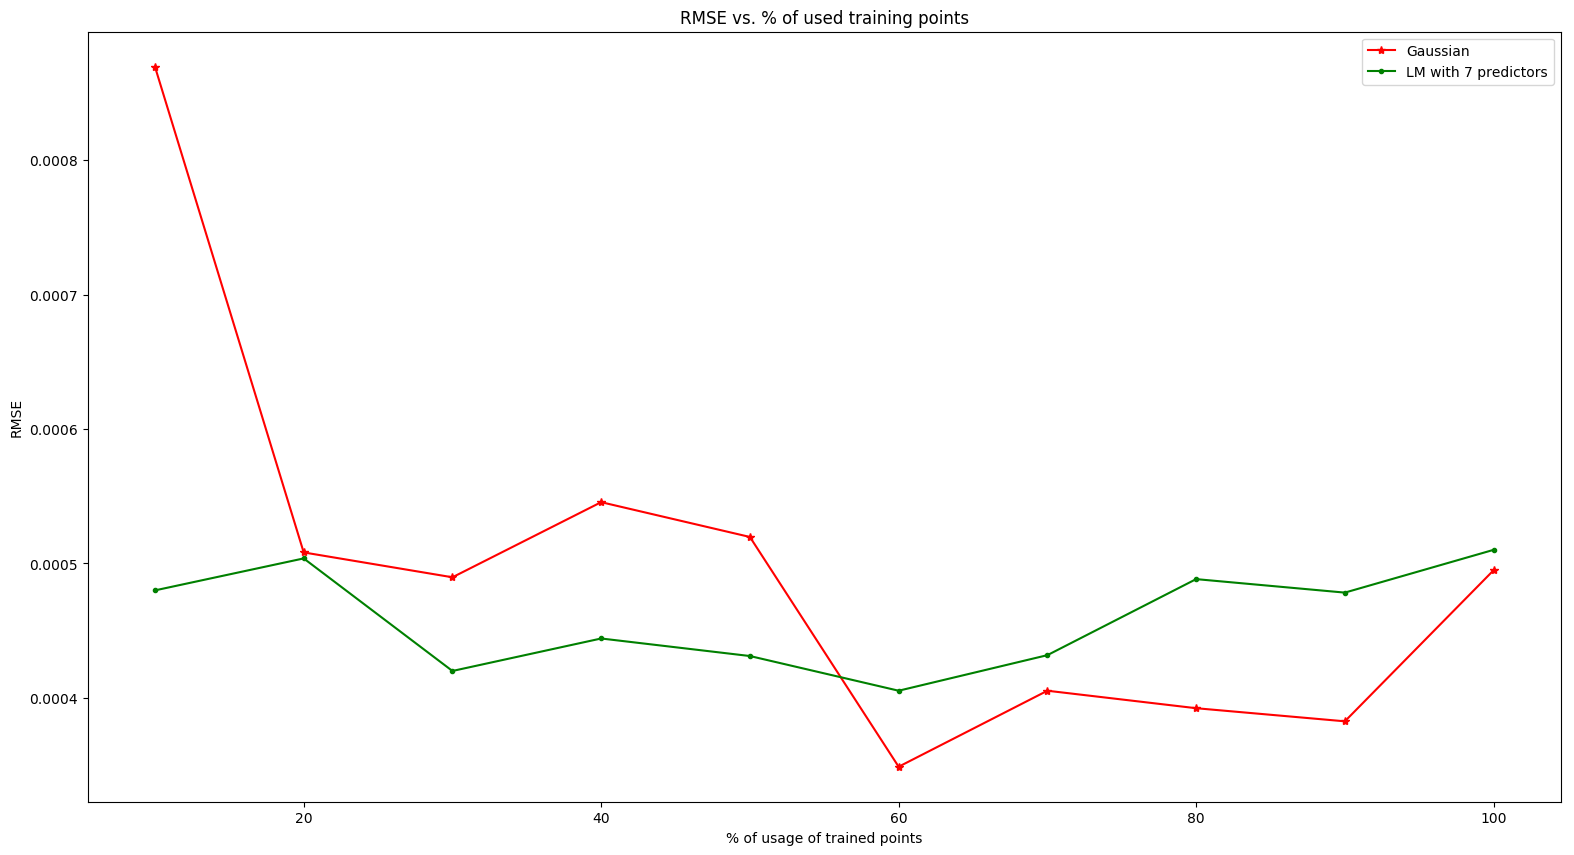 RMSE vs. % of used training points
Gaussian
LM with 7 predictors
0.0008
0.0007
0.0006
0.0005
0.0004
RMSE
20
40
60
80
100
% of usage of trained points